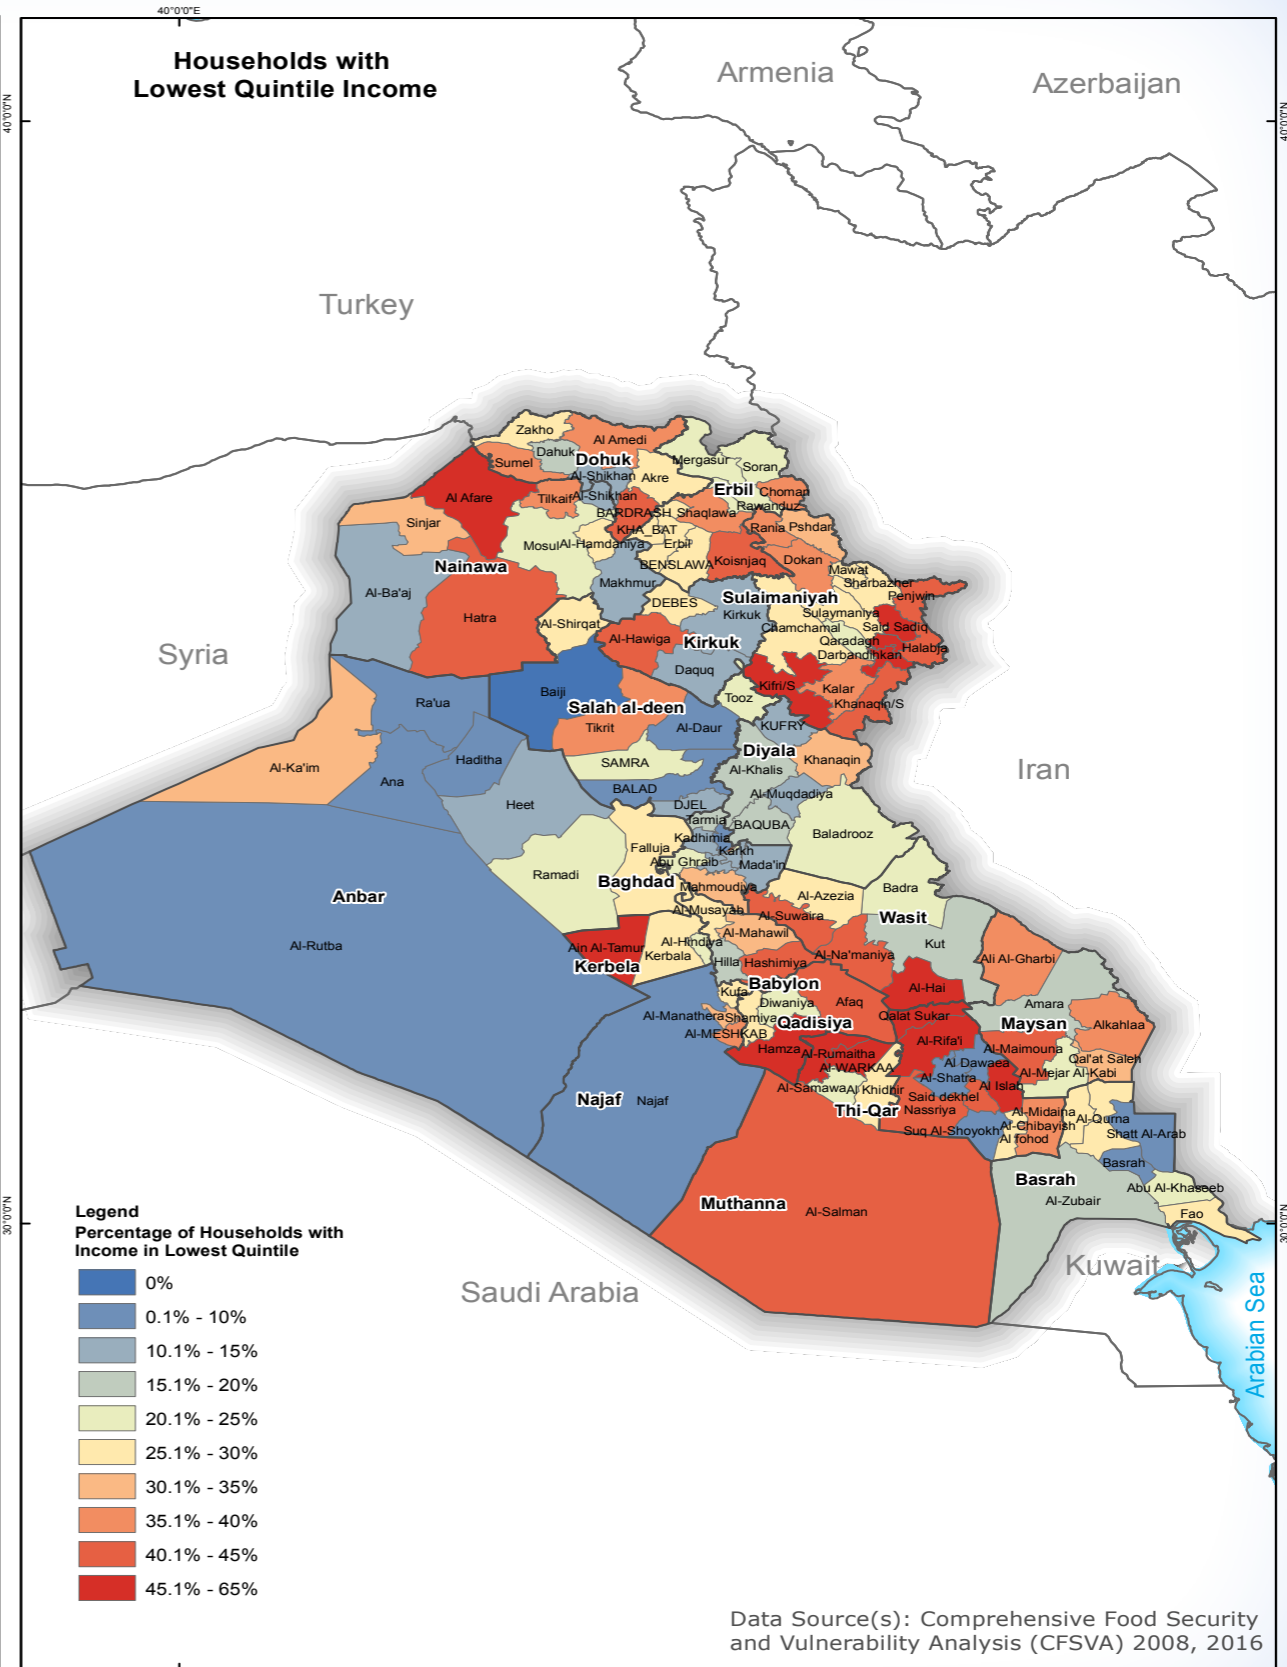 40°0'0"E
Households with
Lowest Quintile Income
40°0'0"N
40°0'0"N
Armenia
Azerbaijan
Turkey
Syria
Iran
Zakho
Al Amedi
Dahuk
Dohuk
Sumel
Al-Shikhan
Akre
Mergasur
Soran
Erbil
Choman
Rawanduz
Al Afare
Tilkaif
Al-Shikhan
BARDRASH
Shaqlawa
Sinjar
KHA_BAT
Rania
Pshdar
Mosul
Al-Hamdaniya
Erbil
Nainawa
BENSLAWA
Koisnjaq
Dokan
Mawat
Makhmur
Sharbazher
Al-Ba'aj
Penjwin
Sulaimaniyah
DEBES
Hatra
Kirkuk
Sulaymaniya
Al-Shirqat
Chamchamal
Said Sadiq
Al-Hawiga
Kirkuk
Qaradagh
Halabja
Darbandihkan
Daquq
Kifri/S
Kalar
Baiji
Ra'ua
Tooz
Khanaqin/S
Salah al-deen
Tikrit
Al-Daur
KUFRY
Diyala
Haditha
SAMRA
Khanaqin
Al-Ka'im
Al-Khalis
Ana
BALAD
Al-Muqdadiya
Heet
DJEL
Tarmia
BAQUBA
Baladrooz
Kadhimia
Falluja
Karkh
Abu Ghraib
Mada'in
Ramadi
Baghdad
Mahmoudiya
Badra
Anbar
Al-Azezia
Al-Musayab
Al-Suwaira
Wasit
Al-Mahawil
Al-Rutba
Ain Al-Tamur
Al-Hindiya
Kut
Kerbala
Al-Na'maniya
Ali Al-Gharbi
Kerbela
Hilla
Hashimiya
Babylon
Al-Hai
Kufa
Diwaniya
Afaq
Amara
Al-Manathera
Shamiya
Qadisiya
Qalat Sukar
Maysan
Alkahlaa
Al-MESHKAB
Al-Rifa'i
Hamza
Al-Rumaitha
Al-Maimouna
Qal'at Saleh
Al-WARKAA
Al Dawaea
Al-Mejar Al-Kabi
Al-Shatra
Al Islah
Al-Samawa
Al Khidhir
Said dekhel
Najaf
Najaf
Thi-Qar
Nassriya
Al-Midaina
Al-Qurna
Al-Chibayish
Suq Al-Shoyokh
Al fohod
Shatt Al-Arab
Basrah
Basrah
Abu Al-Khaseeb
Muthanna
Al-Salman
Al-Zubair
Fao
30°0'0"N
30°0'0"N
Kuwait
Saudi Arabia
Arabian Sea
Legend
Percentage of Households with
Income in Lowest Quintile
0%
0.1% - 10%
10.1% - 15%
15.1% - 20%
20.1% - 25%
25.1% - 30%
30.1% - 35%
35.1% - 40%
40.1% - 45%
45.1% - 65%
Data Source(s): Comprehensive Food Security
and Vulnerability Analysis (CFSVA) 2008, 2016